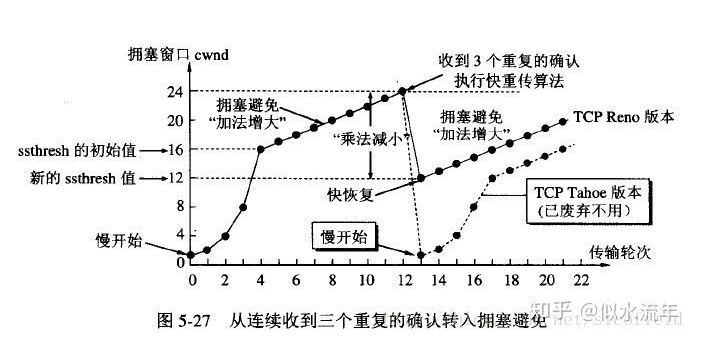 拥塞窗口 cwnd
收到 3 个重复的确认
执行快重传算法
24
20
16
12
8
4
0
拥塞避免
“加法增大”
“乘法减小”
拥塞避免
“加法增大”
TCP Reno 版本
ssthresh 的初始值
新的 ssthresh 值
快恢复
TCP Tahoe 版本
(已废弃不用)
慢开始
慢开始
传输轮次
0 2 4 6 8 10 12 13 14 16 18 20 22
图 5-27 从连续收到三个重复的确认转入拥塞避免
知乎 @似水流年